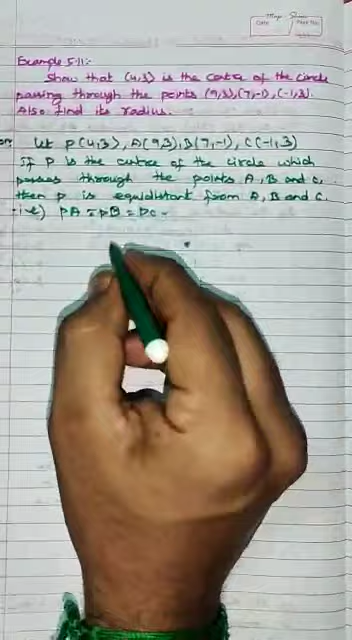 Date
Page No.
Example 5.11:-
Show that (4,3) is the centre of the circle
passing through the points (9,3),(7,-1),(-1,3).
Also find its radius.
Let P(4,3), A(9,3), B(7,-1), C(-1,3)
If P is the centre of the circle which
passes through the points A, B and C,
then P is equidistant from A, B and C.
i.e) PA = PB = PC -